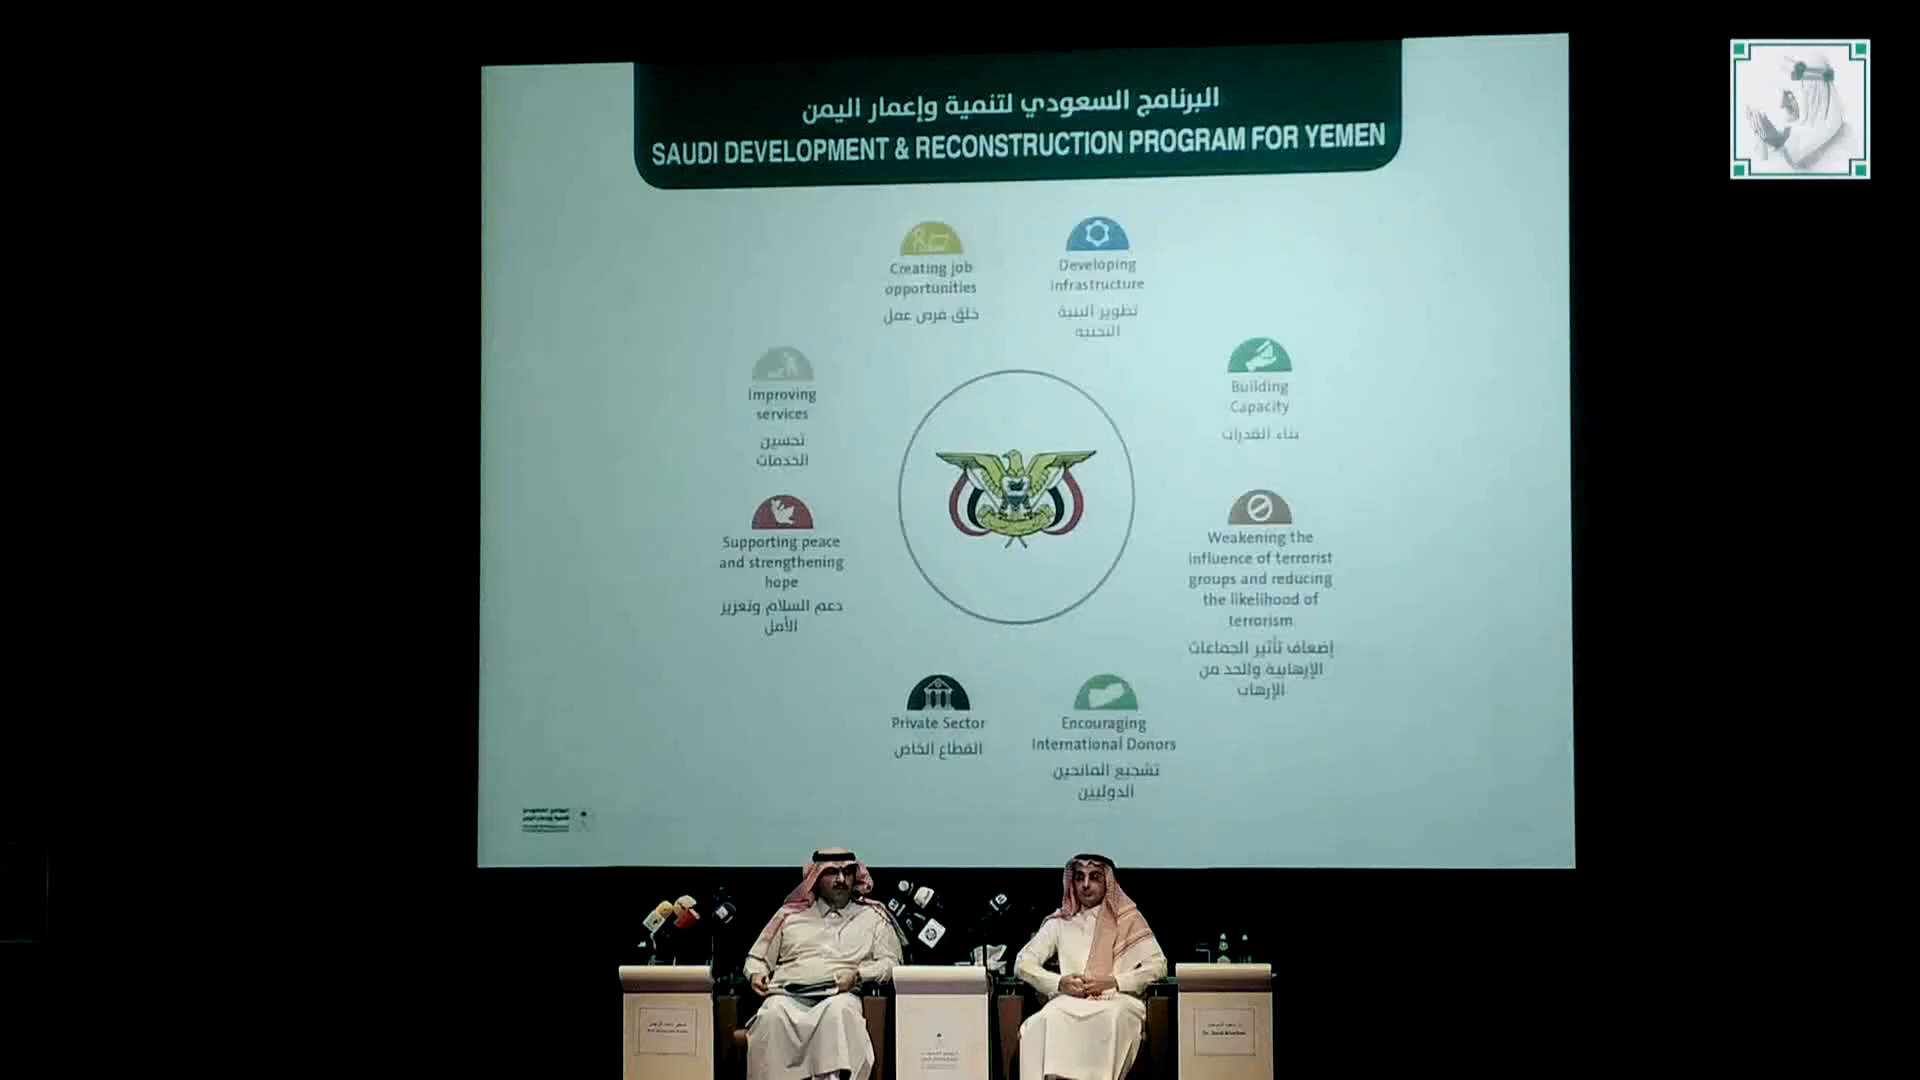 البرنامج السعودي لتنمية وإعمار اليمن
SAUDI DEVELOPMENT & RECONSTRUCTION PROGRAM FOR YEMEN
Creating job
opportunities
خلق فرص عمل
Developing
infrastructure
تطوير البنية
التحتية
Improving
services
تحسين
الخدمات
Building
Capacity
بناء القدرات
Supporting peace
and strengthening
hope
دعم السلام وتعزيز
الأمل
Weakening the
influence of terrorist
groups and reducing
the likelihood of
terrorism
إضعاف تأثير الجماعات
الإرهابية والحد من
الإرهاب
Private Sector
القطاع الخاص
Encouraging
International Donors
تشجيع المانحين
الدوليين